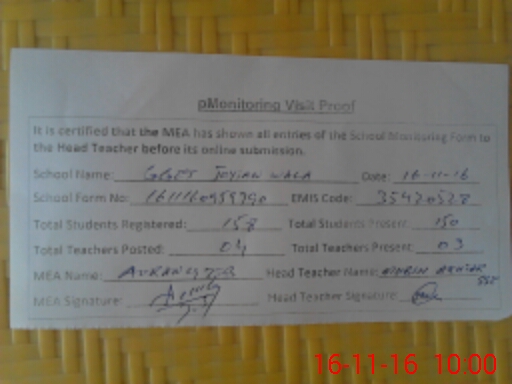 pMonitoring Visit Proof
It is certified that the MEA has shown all entries of the School Monitoring Form to
the Head Teacher before its online submission.
School Name: WALA Date: 16-11-16
School Form No: EMIS Code: 35420528
Total Students Registered: 158 Total Students Present: 150
Total Teachers Posted: 04 Total Teachers Present: 03
MEA Name: Head Teacher Name:
MEA Signature: Head Teacher Signature:
16-11-16 10:00